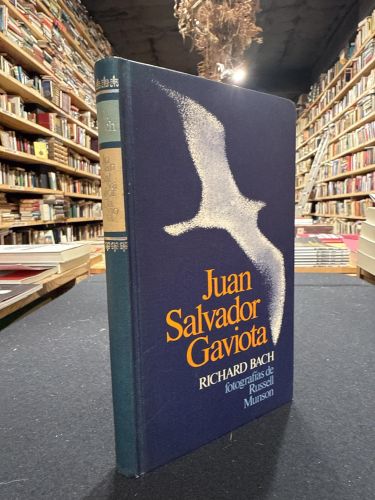 Juan
Salvador
Gaviota
RICHARD BACH
fotografías de
Russell
Munson